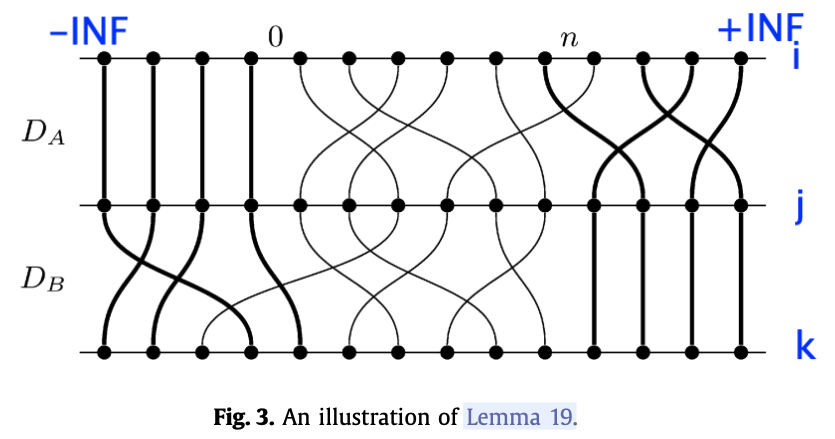 −INF 0 n +INF
i
D_A
j
D_B
k
Fig. 3. An illustration of Lemma 19.